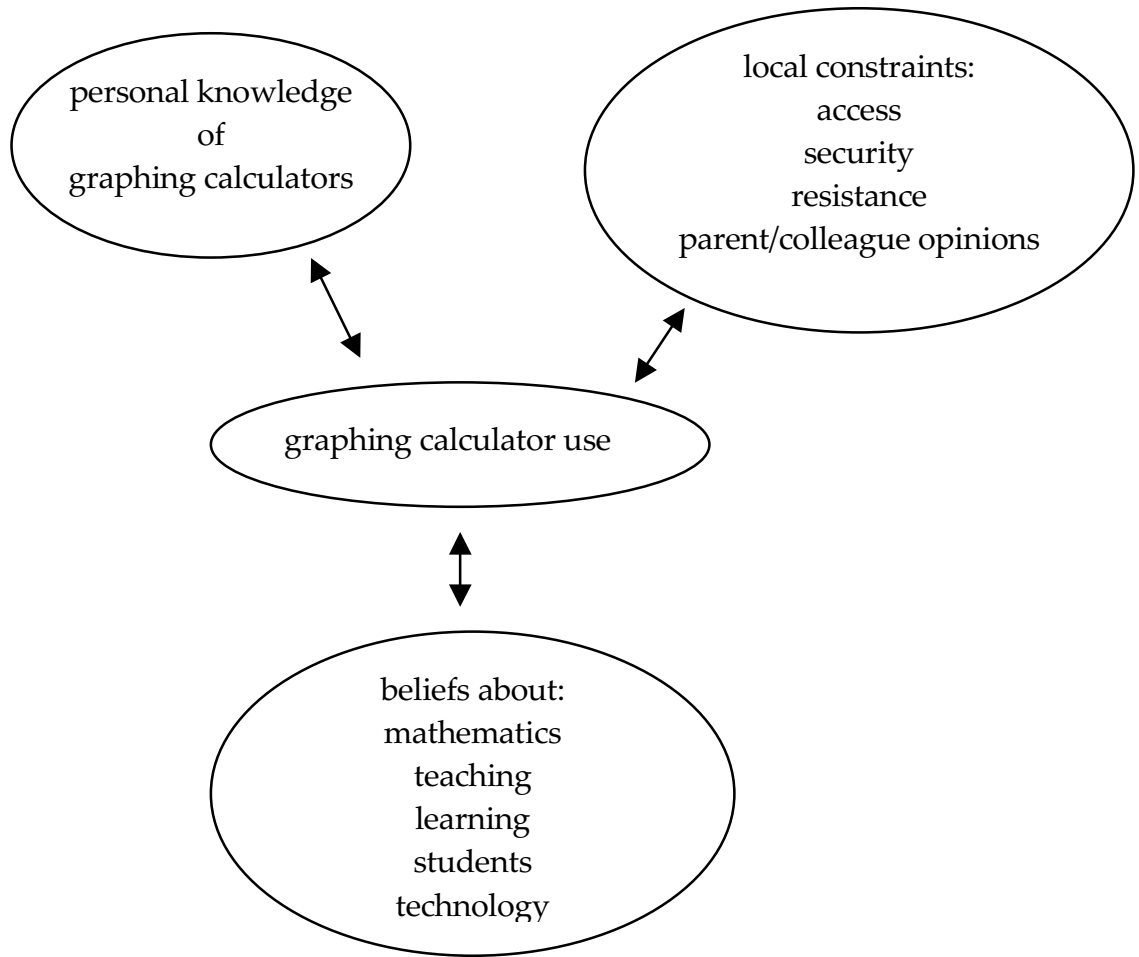 personal knowledge
of
graphing calculators
local constraints:
access
security
resistance
parent/colleague opinions
graphing calculator use
beliefs about:
mathematics
teaching
learning
students
technology